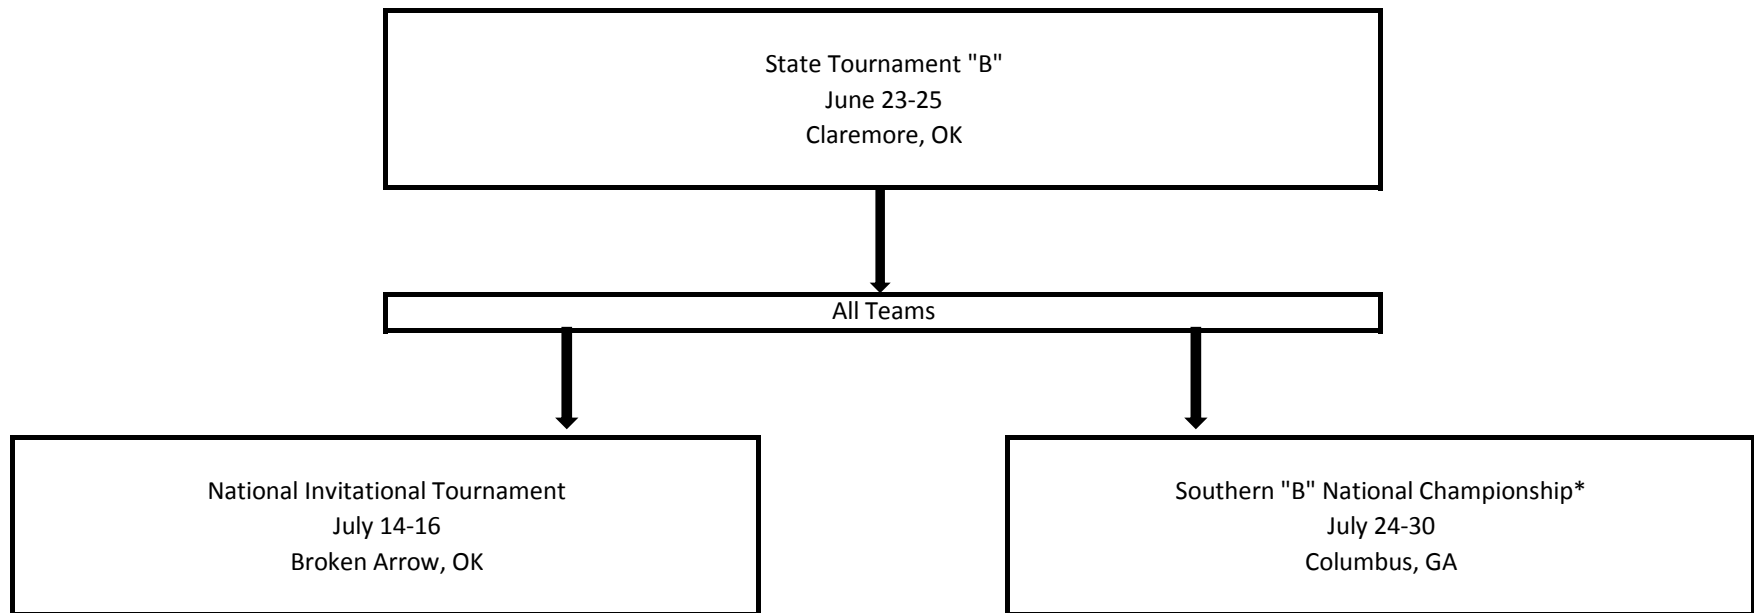 State Tournament "B"
June 23-25
Claremore, OK
All Teams
National Invitational Tournament
July 14-16
Broken Arrow, OK
Southern "B" National Championship*
July 24-30
Columbus, GA